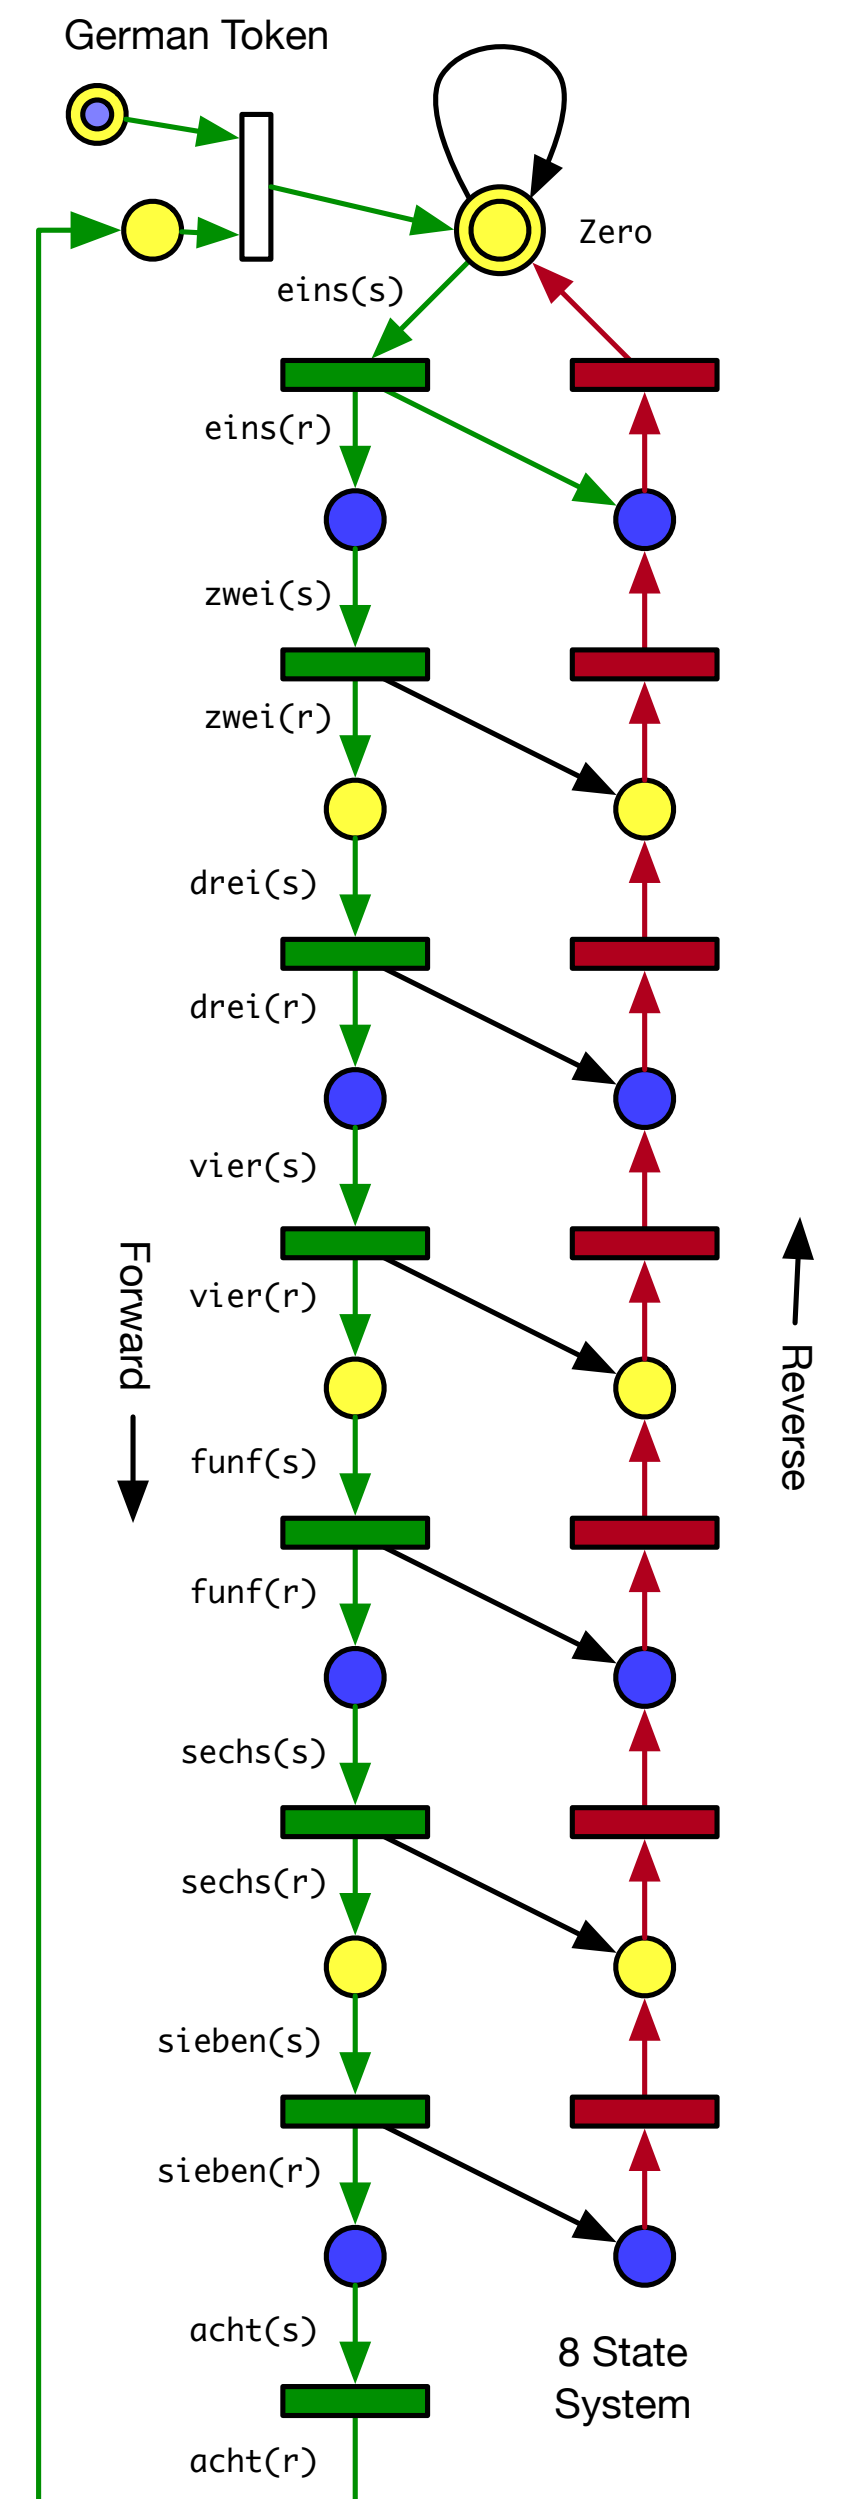 German Token
Zero
eins(s)
eins(r)
zwei(s)
zwei(r)
drei(s)
drei(r)
vier(s)
Forward
vier(r)
Reverse
funf(s)
funf(r)
sechs(s)
sechs(r)
sieben(s)
sieben(r)
acht(s)
8 State
System
acht(r)